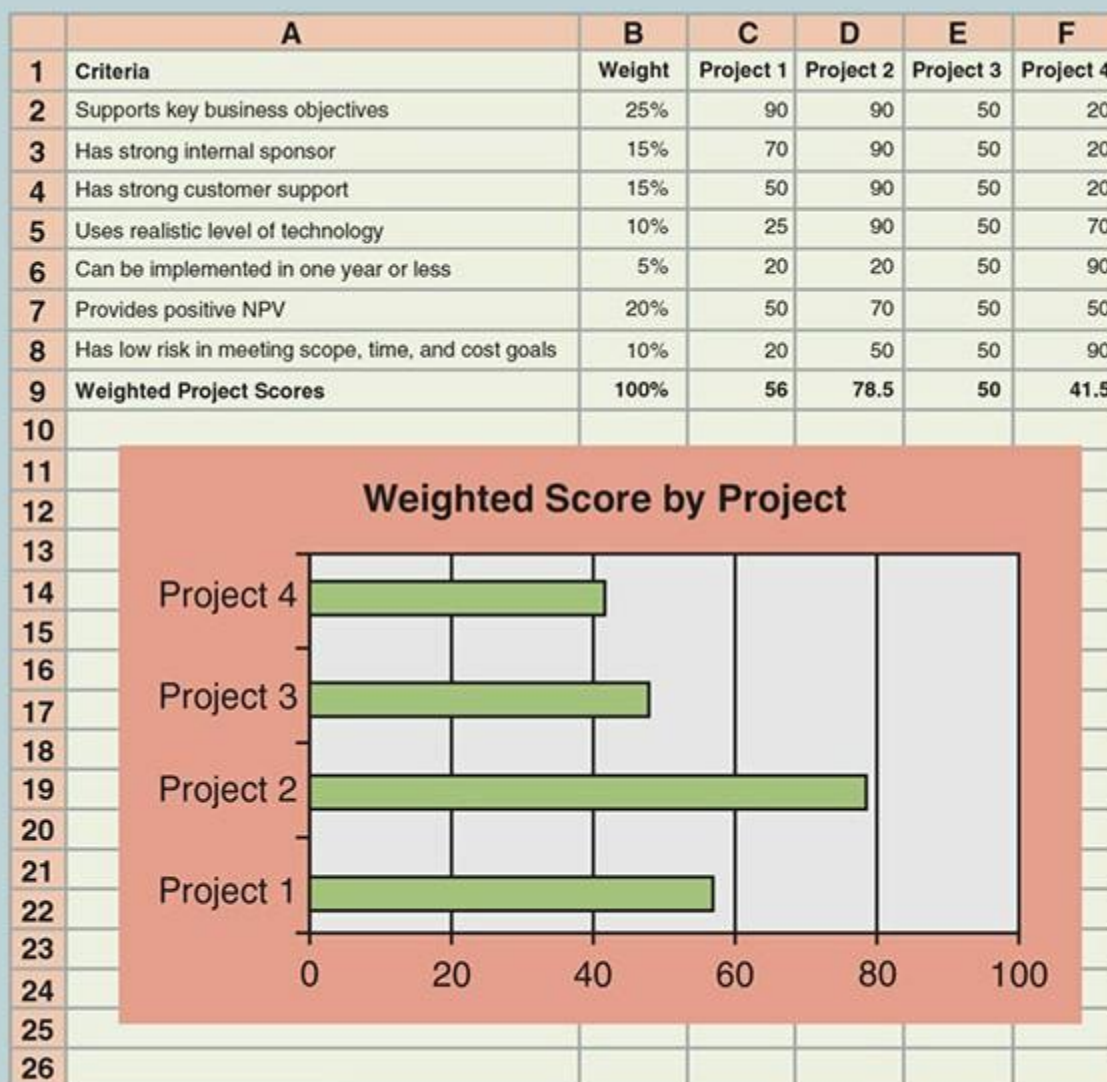 A B C D E F
1 Criteria Weight Project 1 Project 2 Project 3 Project 4
2 Supports key business objectives 25% 90 90 50 20
3 Has strong internal sponsor 15% 70 90 50 20
4 Has strong customer support 15% 50 90 50 20
5 Uses realistic level of technology 10% 25 90 50 70
6 Can be implemented in one year or less 5% 20 20 50 90
7 Provides positive NPV 20% 50 70 50 50
8 Has low risk in meeting scope, time, and cost goals 10% 20 50 50 90
9 Weighted Project Scores 100% 56 78.5 50 41.5
10
11
Weighted Score by Project
12
13
14 Project 4
15
16
17 Project 3
18
19 Project 2
20
21
22 Project 1
23
24 0 20 40 60 80 100
25
26